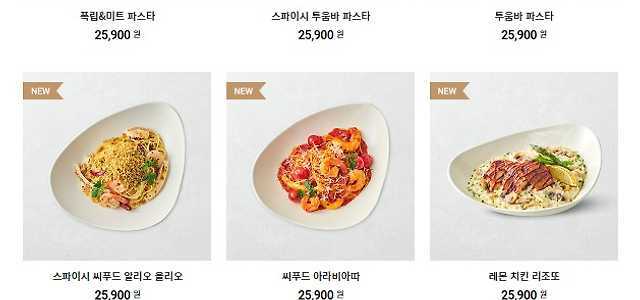 폭립&미트 파스타
스파이시 투움바 파스타
투움바 파스타
25,900 원
25,900 원
25,900 원
NEW
NEW
NEW
스파이시 씨푸드 알리오 올리오
씨푸드 아라비아따
레몬 치킨 리조또
25,900 원
25,900 원
25,900 원